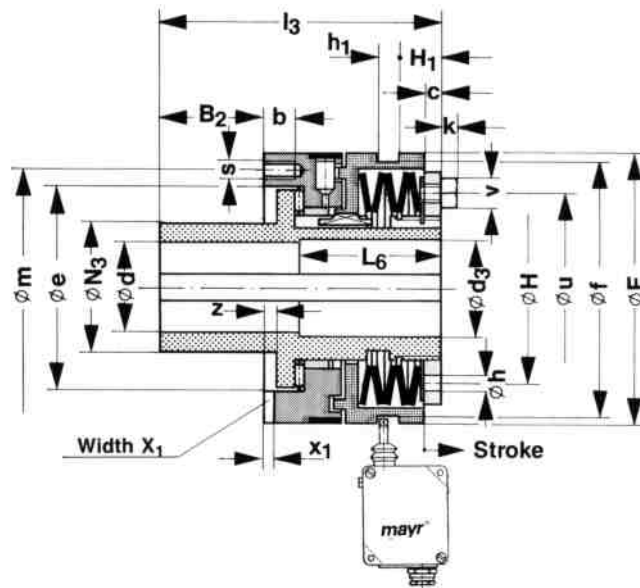 l₃
h₁ H₁
c
B₂ b k
s v
L₆
Øm Øe ØN₃ Ød Ød₃ ØH Øu Øf ØF
z
Øh
Width X₁ x₁ Stroke
mayr